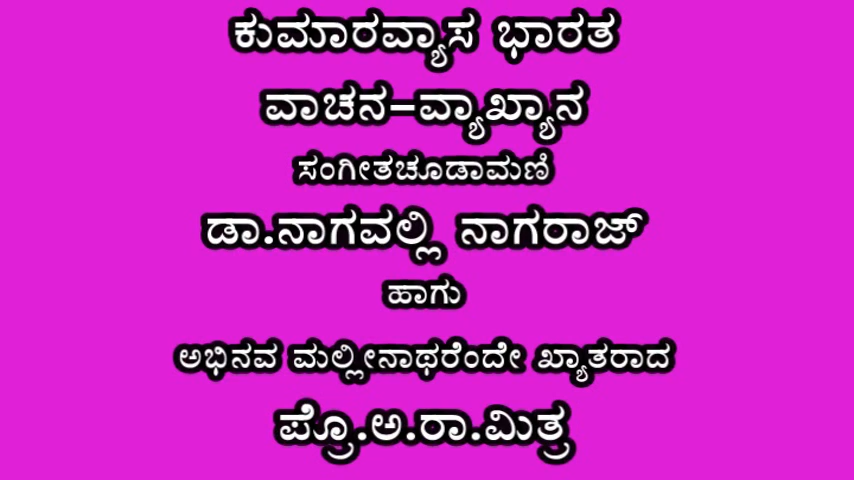 ಕುಮಾರವ್ಯಾಸ ಭಾರತ
ವಾಚನ-ವ್ಯಾಖ್ಯಾನ
ಸಂಗೀತಚೂಡಾಮಣಿ
ಡಾ.ನಾಗವಲ್ಲಿ ನಾಗರಾಜ್
ಹಾಗು
ಅಭಿನವ ಮಲ್ಲೀನಾಥರೆಂದೇ ಖ್ಯಾತರಾದ
ಪ್ರೊ.ಅ.ರಾ.ಮಿತ್ರ